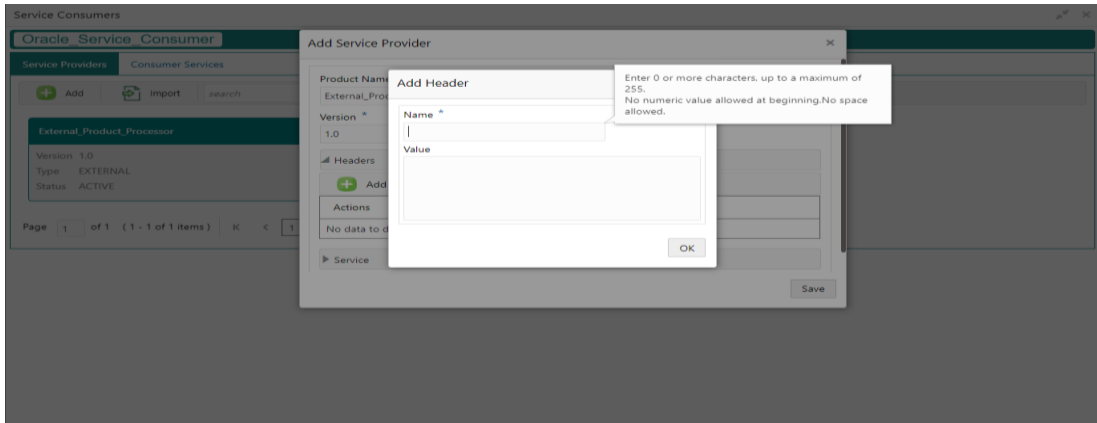 Service Consumers
Oracle_Service_Consumer
Service Providers Consumer Services
Add Import search
External_Product_Processor
Version 1.0
Type EXTERNAL
Status ACTIVE
Page 1 of 1 ( 1 - 1 of 1 items ) K < 1
Add Service Provider
Product Name
External_Proc
Version *
1.0
Headers
Add
Actions
No data to d
Service
Save
Add Header
Name *
Value
OK
Enter 0 or more characters, up to a maximum of
255.
No numeric value allowed at beginning.No space
allowed.